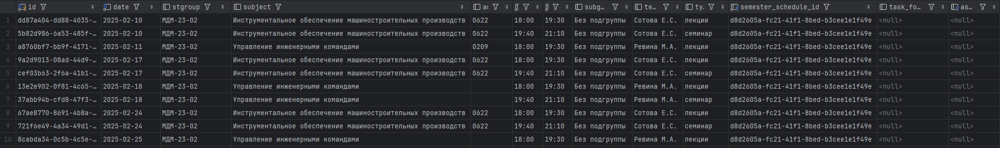 id date stgroup subject au subg… te… ty. semester_schedule_id task_fo… as…
1 dd87a404-dd88-4035-… 2025-02-10 МДМ-23-02 Инструментальное обеспечение машиностроительных производств 0622 18:00 19:30 Без подгруппы Сотова Е.С. лекции d8d2605a-fc21-41f1-8bed-b3cee1e1f49e <null> <null>
2 5b82d986-6a53-485f-… 2025-02-10 МДМ-23-02 Инструментальное обеспечение машиностроительных производств 0622 19:40 21:10 Без подгруппы Сотова Е.С. семинар d8d2605a-fc21-41f1-8bed-b3cee1e1f49e <null> <null>
3 a8760bf7-bb9f-4171-… 2025-02-11 МДМ-23-02 Управление инженерными командами 0209 18:00 19:30 Без подгруппы Ревина М.А. лекции d8d2605a-fc21-41f1-8bed-b3cee1e1f49e <null> <null>
4 9a2d9013-08ad-44d9-… 2025-02-17 МДМ-23-02 Инструментальное обеспечение машиностроительных производств 0622 18:00 19:30 Без подгруппы Сотова Е.С. лекции d8d2605a-fc21-41f1-8bed-b3cee1e1f49e <null> <null>
5 cef03b63-2f6a-41b1-… 2025-02-17 МДМ-23-02 Инструментальное обеспечение машиностроительных производств 0622 19:40 21:10 Без подгруппы Сотова Е.С. семинар d8d2605a-fc21-41f1-8bed-b3cee1e1f49e <null> <null>
6 13e2e902-0f81-4c65-… 2025-02-18 МДМ-23-02 Управление инженерными командами 18:00 19:30 Без подгруппы Ревина М.А. лекции d8d2605a-fc21-41f1-8bed-b3cee1e1f49e <null> <null>
7 37abb94b-cfd8-47f3-… 2025-02-18 МДМ-23-02 Управление инженерными командами 19:40 21:10 Без подгруппы Ревина М.А. семинар d8d2605a-fc21-41f1-8bed-b3cee1e1f49e <null> <null>
8 67ae8770-8691-4b8a-… 2025-02-24 МДМ-23-02 Инструментальное обеспечение машиностроительных производств 0622 18:00 19:30 Без подгруппы Сотова Е.С. лекции d8d2605a-fc21-41f1-8bed-b3cee1e1f49e <null> <null>
9 721f6e49-4a34-49d1-… 2025-02-24 МДМ-23-02 Инструментальное обеспечение машиностроительных производств 0622 19:40 21:10 Без подгруппы Сотова Е.С. семинар d8d2605a-fc21-41f1-8bed-b3cee1e1f49e <null> <null>
10 8cabda34-0c5b-4c5e-… 2025-02-25 МДМ-23-02 Управление инженерными командами 18:00 19:30 Без подгруппы Ревина М.А. лекции d8d2605a-fc21-41f1-8bed-b3cee1e1f49e <null> <null>